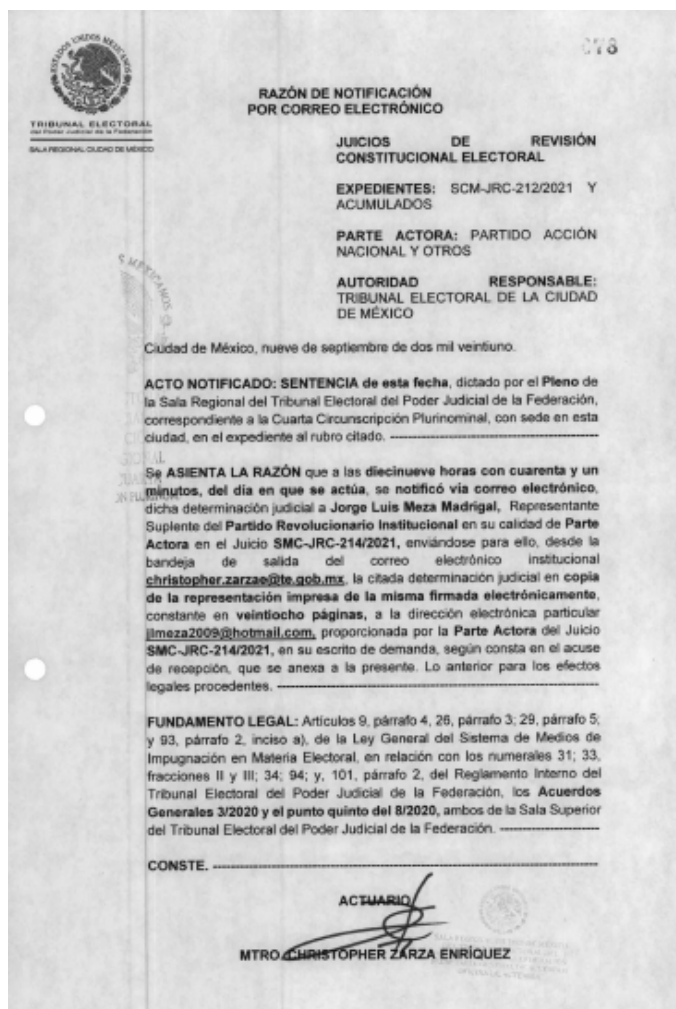 078
ESTADOS UNIDOS MEXICANOS
TRIBUNAL ELECTORAL
del Poder Judicial de la Federación
SALA REGIONAL CIUDAD DE MÉXICO
RAZÓN DE NOTIFICACIÓN
POR CORREO ELECTRÓNICO
JUICIOS DE REVISIÓN
CONSTITUCIONAL ELECTORAL
EXPEDIENTES: SCM-JRC-212/2021 Y
ACUMULADOS
PARTE ACTORA: PARTIDO ACCIÓN
NACIONAL Y OTROS
AUTORIDAD RESPONSABLE:
TRIBUNAL ELECTORAL DE LA CIUDAD
DE MÉXICO
Ciudad de México, nueve de septiembre de dos mil veintiuno.
ACTO NOTIFICADO: SENTENCIA de esta fecha, dictado por el Pleno de
la Sala Regional del Tribunal Electoral del Poder Judicial de la Federación,
correspondiente a la Cuarta Circunscripción Plurinominal, con sede en esta
ciudad, en el expediente al rubro citado. ----------------------------------------
Se ASIENTA LA RAZÓN que a las diecinueve horas con cuarenta y un
minutos, del día en que se actúa, se notificó vía correo electrónico,
dicha determinación judicial a Jorge Luis Meza Madrigal, Representante
Suplente del Partido Revolucionario Institucional en su calidad de Parte
Actora en el Juicio SMC-JRC-214/2021, enviándose para ello, desde la
bandeja de salida del correo electrónico institucional
christopher.zarzae@te.gob.mx, la citada determinación judicial en copia
de la representación impresa de la misma firmada electrónicamente,
constante en veintiocho páginas, a la dirección electrónica particular
jlmeza2009@hotmail.com, proporcionada por la Parte Actora del Juicio
SMC-JRC-214/2021, en su escrito de demanda, según consta en el acuse
de recepción, que se anexa a la presente. Lo anterior para los efectos
legales procedentes. ----------------------------------------
FUNDAMENTO LEGAL: Artículos 9, párrafo 4, 26, párrafo 3; 29, párrafo 5;
y 93, párrafo 2, inciso a), de la Ley General del Sistema de Medios de
Impugnación en Materia Electoral, en relación con los numerales 31; 33,
fracciones II y III; 34; 94; y, 101, párrafo 2, del Reglamento Interno del
Tribunal Electoral del Poder Judicial de la Federación, los Acuerdos
Generales 3/2020 y el punto quinto del 8/2020, ambos de la Sala Superior
del Tribunal Electoral del Poder Judicial de la Federación. --------------------
CONSTE. ----------------------------------------
ACTUARIO
MTRO. CHRISTOPHER ZARZA ENRÍQUEZ